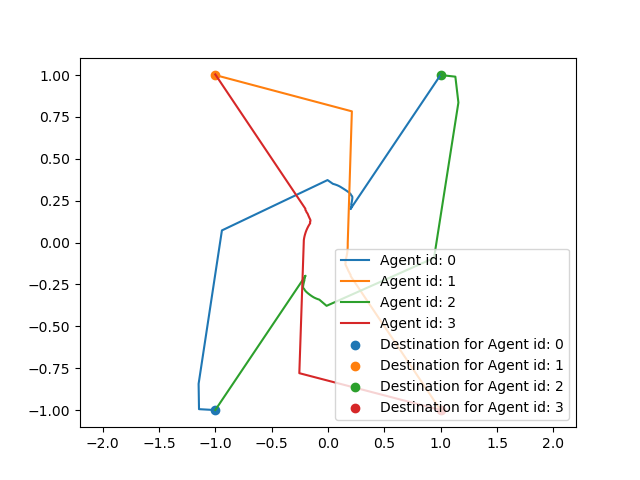 1.00
0.75
0.50
0.25
0.00
−0.25
−0.50
−0.75
−1.00
Agent id: 0
Agent id: 1
Agent id: 2
Agent id: 3
Destination for Agent id: 0
Destination for Agent id: 1
Destination for Agent id: 2
Destination for Agent id: 3
−2.0 −1.5 −1.0 −0.5 0.0 0.5 1.0 1.5 2.0